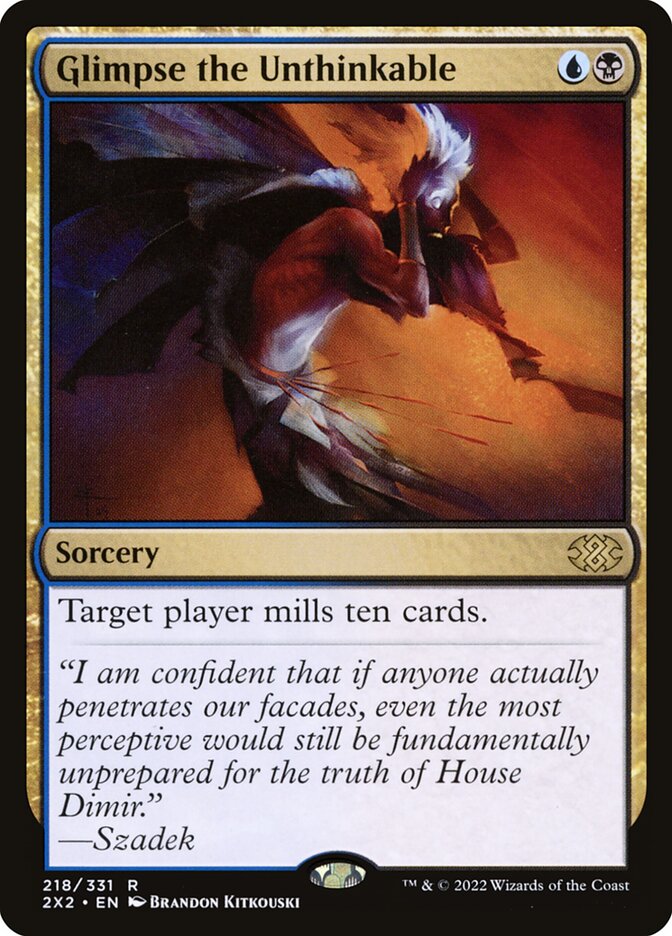 Glimpse the Unthinkable
Sorcery
Target player mills ten cards.
“I am confident that if anyone actually
penetrates our facades, even the most
perceptive would still be fundamentally
unprepared for the truth of House
Dimir.”
—Szadek
218/331 R
2X2 • EN Brandon Kitkouski
™ & © 2022 Wizards of the Coast